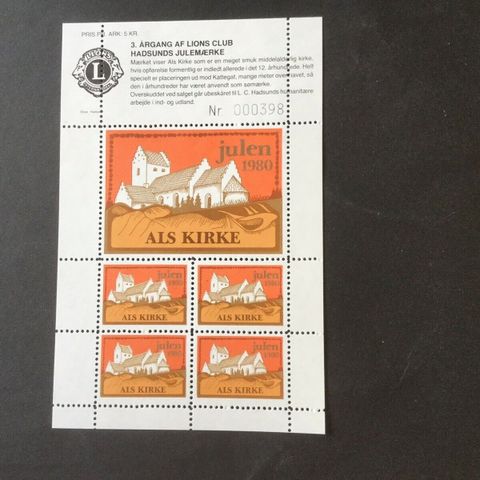 PRIS PR. ARK: 5 KR.
3. ÅRGANG AF LIONS CLUB
HADSUNDS JULEMÆRKE
Mærket viser Als Kirke som er en meget smuk middelalderlig kirke,
hvis opførelse formentlig er indledt allerede i det 12. århundrede. Helt
specielt er placeringen ud mod Kattegat, mange meter over havet, så
den i århundreder har været anvendt som sømærke.
Overskuddet ved salget går ubeskåret til L. C. Hadsunds humanitære
arbejde i ind- og udland.
L
Nr 000398
julen
1980
ALS KIRKE
julen
1980
ALS KIRKE
julen
1980
ALS KIRKE
julen
1980
ALS KIRKE
julen
1980
ALS KIRKE